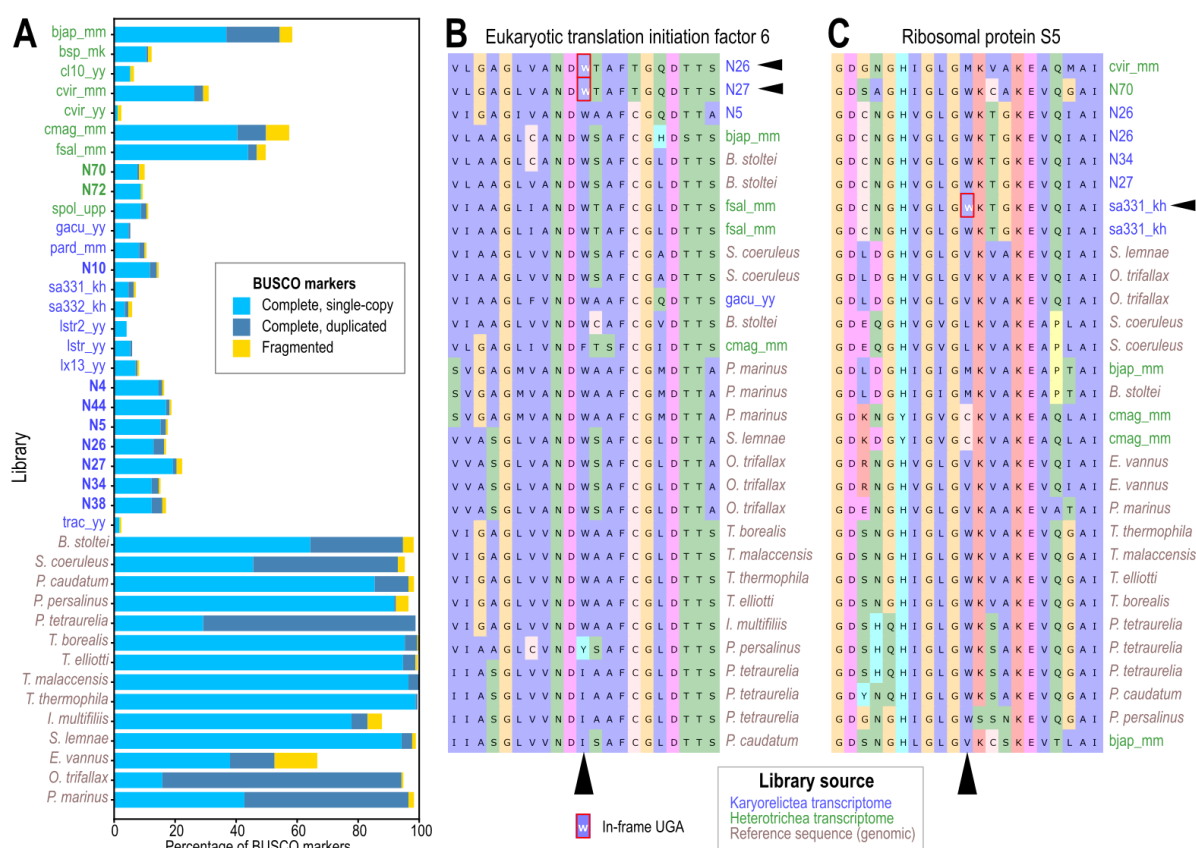 A
bjap_mm
bsp_mk
cl10_yy
cvir_mm
cvir_yy
cmag_mm
fsal_mm
N70
N72
spol_upp
gacu_yy
pard_mm
N10
sa331_kh
sa332_kh
lstr2_yy
lstr_yy
lx13_yy
N4
N44
N5
N26
N27
N34
N38
trac_yy
B. stoltei
S. coeruleus
P. caudatum
P. persalinus
P. tetraurelia
T. borealis
T. elliotti
T. malaccensis
T. thermophila
I. multifiliis
S. lemnae
E. vannus
O. trifallax
P. marinus
Library
BUSCO markers
Complete, single-copy
Complete, duplicated
Fragmented
0 20 40 60 80 100
Percentage of BUSCO markers
B Eukaryotic translation initiation factor 6
V L G A G L V A N D W T A F T G Q D T T S N26
V L G A G L V A N D W T A F T G Q D T T S N27
V I G A G I V A N D W A A F C G Q D T T A N5
V L A A G L C A N D W S A F C G H D S T S bjap_mm
V L A A G L C A N D W S A F C G L D T T S B. stoltei
V L A A G L V A N D W S A F C G L D T T S B. stoltei
V I A A G L I A N D W T A F C G L D T T S fsal_mm
V I A A G L I A N D W T A F C G L D T T S fsal_mm
V I A A G L V A N D W S A F C G A D T T S S. coeruleus
V I A A G L V A N D W S A F C G A D T T S S. coeruleus
V I A A G L F V N D W A A F C G Q D T T S gacu_yy
V I A A G L V V N D W C A F C G V D T T S B. stoltei
V L G A G L V V N D F T S F C G I D T T S cmag_mm
S V G A G M V A N D W A A F C G M D T T A P. marinus
S V G A G M V A N D W A A F C G M D T T A P. marinus
S V G A G M V A N D W A A F C G M D T T A P. marinus
V V A S G L V A N D W S A F C G L D T T S S. lemnae
V V A S G L I A N D W S A F C G L D T T A O. trifallax
V V A S G L V A N D W S A F C G L D T T A O. trifallax
V V A S G L V A N D W S A F C G L D T T A O. trifallax
V I G A G L V V N D W A A F C G L D T T S T. borealis
V I G A G L V V N D W A A F C G L D T T S T. malaccensis
V I G A G L V V N D W A A F C G L D T T S T. thermophila
V I G A G L V V N D W A A F C G L D T T S T. elliotti
V I G A G L V V N D W A A F C G L D T T S I. multifiliis
V I A A G L C V N D Y S A F C G L D T T S P. persalinus
I I A S G L V V N D I A A F C G L D T T S P. tetraurelia
I I A S G L V V N D I A A F C G L D T T S P. tetraurelia
I I A S G L V V N D I A A F C G L D T T S P. tetraurelia
I I A S G L V V N D I S A F C G L D T T S P. caudatum
W In-frame UGA
C Ribosomal protein S5
G D G N G H I G L G M K V A K E A Q M A I cvir_mm
G D S A G H I G L G W K C A K E V Q G A I N70
G D C N G H V G L G W K T G K E V Q I A I N26
G D C N G H V G L G W K T G K E V Q I A I N26
G D C N G H V G L G W K T G K E V Q I A I N34
G D C N G H V G L G W K T G K E V Q I A I N27
G D C N G H V G L G W K T G K E V Q I A I sa331_kh
G D C N G H V G L G W K T G K E V Q I A I sa331_kh
G D L D G H V G L G V K V A K E V Q I A I S. lemnae
G D L D G H V G L G V K V A K E V Q I A I O. trifallax
G D L D G H V G L G V K V A K E V Q I A I O. trifallax
G D E Q G H V G V G L K V A K E A P L A I S. coeruleus
G D E Q G H V G V G L K V A K E A P L A I S. coeruleus
G D L D G H I G I G M K V A K E A P T A I bjap_mm
G D L D G H I G L G M K V A K E A P T A I B. stoltei
G D K N G Y I G V G C K V A K E A Q L A I cmag_mm
G D K D G Y I G V G C K V A K E A Q L A I cmag_mm
G D R N G H V G L G V K V A K E V Q I A I E. vannus
G D R N G H V G L G V K V A K E V Q I A I E. vannus
G D E N G H V G L G V K A A K E V A T A I P. marinus
G D S N G H I G L G W K V A K E V Q G A I T. thermophila
G D S N G H I G L G W K V A K E V Q G A I T. malaccensis
G D S N G H I G L G W K V A K E V Q G A I T. elliotti
G D S N G H I G L G W K V A K E V Q G A I T. borealis
G D S H Q H I G L G W K S A K E V Q G A I P. tetraurelia
G D S H Q H I G L G W K S A K E V Q G A I P. tetraurelia
G D S H Q H I G L G W K S A K E V Q G A I P. tetraurelia
G D Y N Q H I G L G W K S A K E V Q G A I P. caudatum
G D G N G H I G L G W S S N K E V Q G A I P. persalinus
G D S N G H L G L G V K C S K E V T L A I bjap_mm
Library source
Karyorelictea transcriptome
Heterotrichea transcriptome
Reference sequence (genomic)